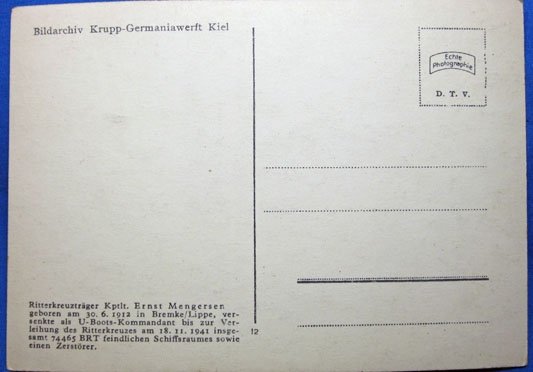 Bildarchiv Krupp-Germaniawerft Kiel
Echte
Photographie
D. T. V.
Ritterkreuzträger Kptlt. Ernst Mengersen
geboren am 30. 6. 1912 in Bremke/Lippe, ver-
senkte als U-Boots-Kommandant bis zur Ver-
leihung des Ritterkreuzes am 18. 11. 1941 insge-
samt 74465 BRT feindlichen Schiffsraumes sowie
einen Zerstörer.
12